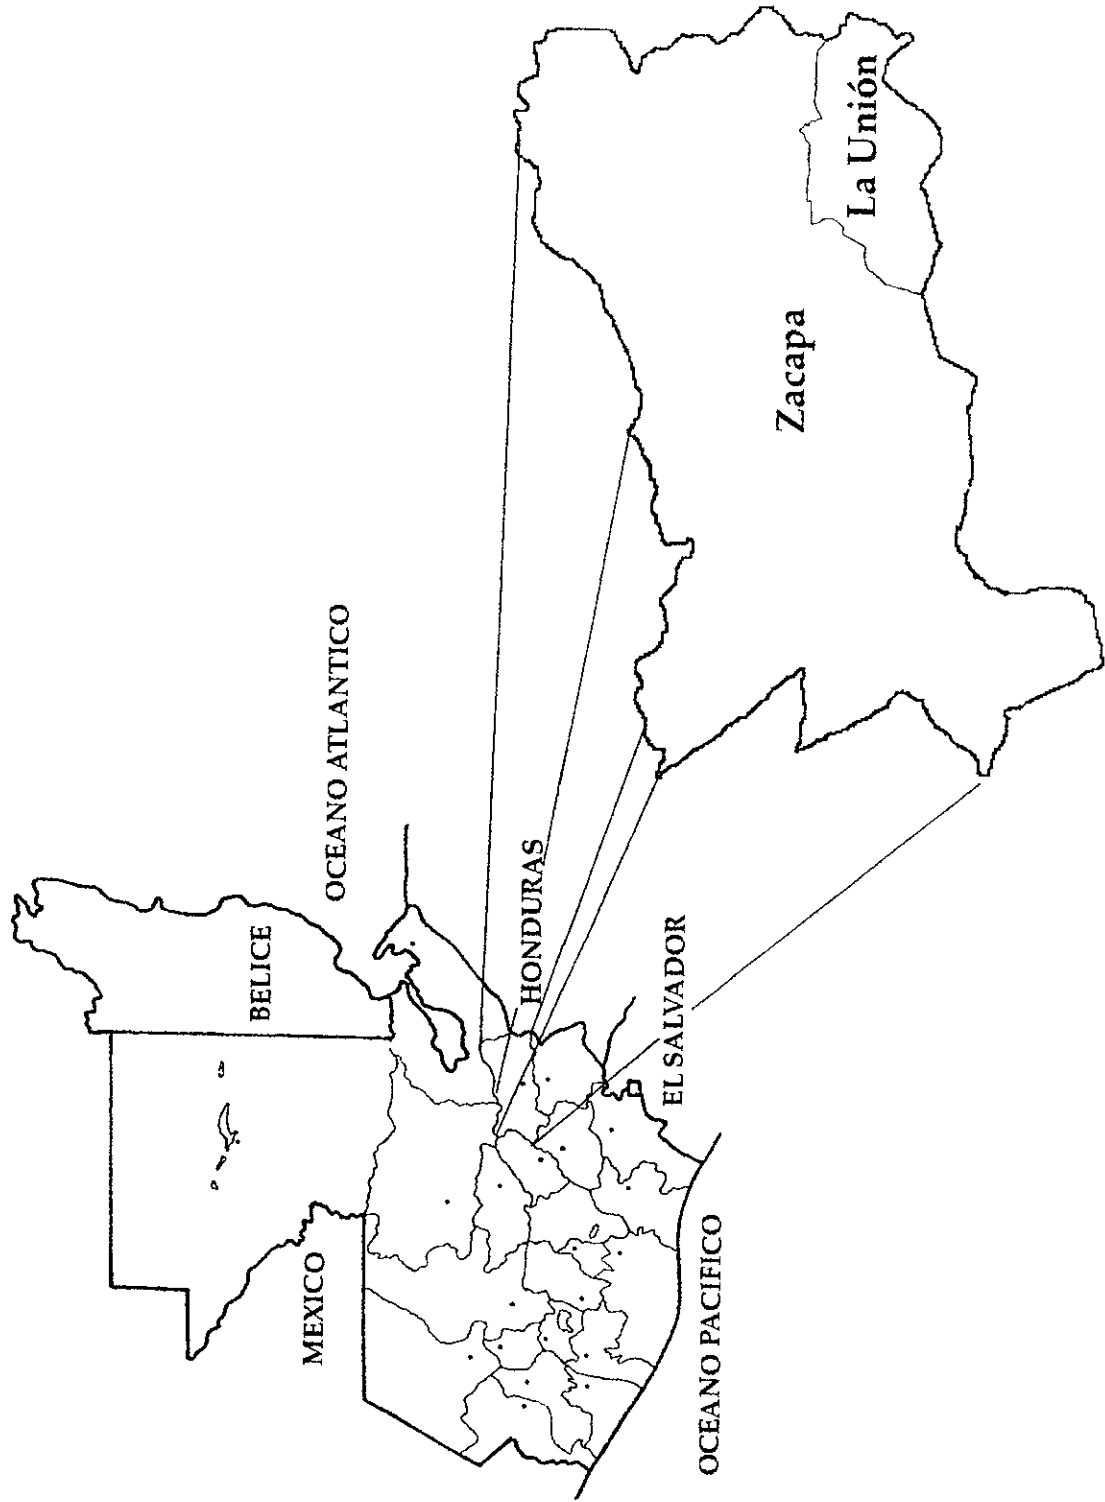 BELICE
OCEANO ATLANTICO
MEXICO
HONDURAS
EL SALVADOR
OCEANO PACIFICO
Zacapa
La Unión